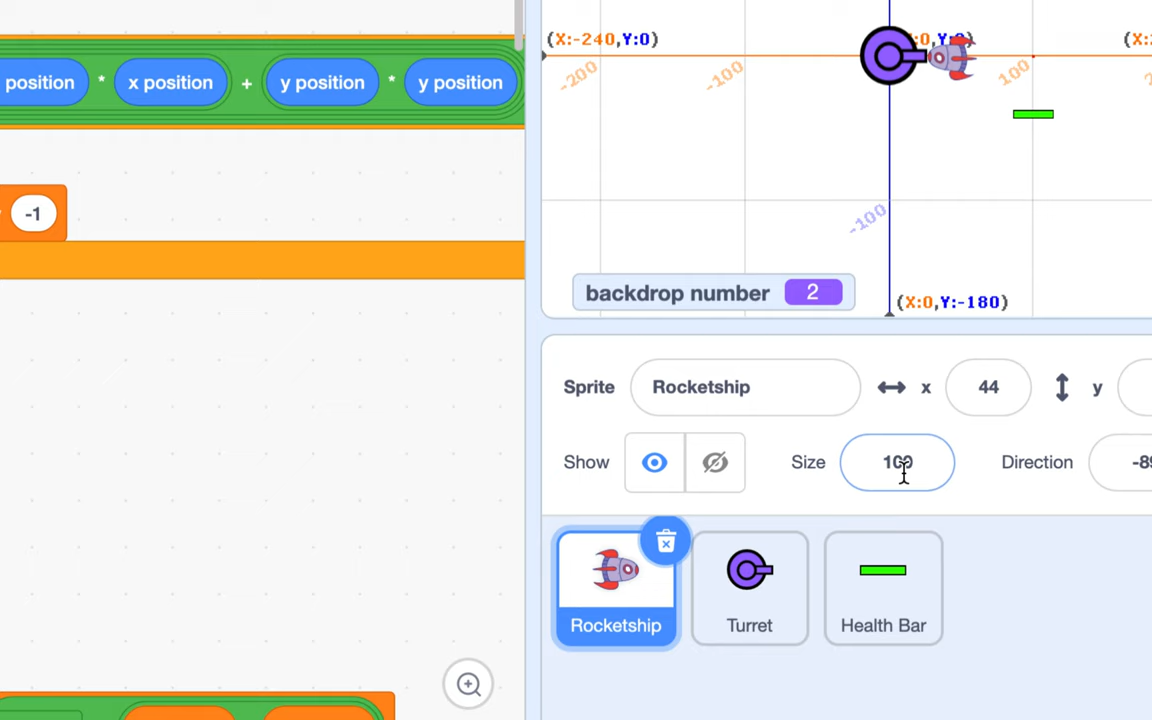 (X:-240,Y:0)
(X:
-200
-100
100
position * x position + y position * y position
-1
-100
backdrop number 2
(X:0,Y:-180)
Sprite Rocketship x 44 y
Show Size 100 Direction
Rocketship Turret Health Bar